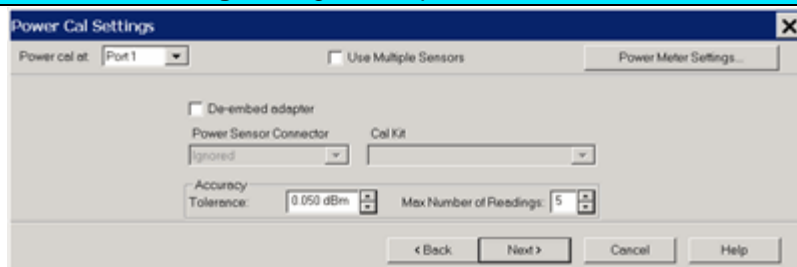 Power Cal Settings
Power cal at: Port 1 Use Multiple Sensors Power Meter Settings...
De-embed adapter
Power Sensor Connector Cal Kit
Ignored
Accuracy
Tolerance: 0.050 dBm Max Number of Readings: 5
< Back Next > Cancel Help